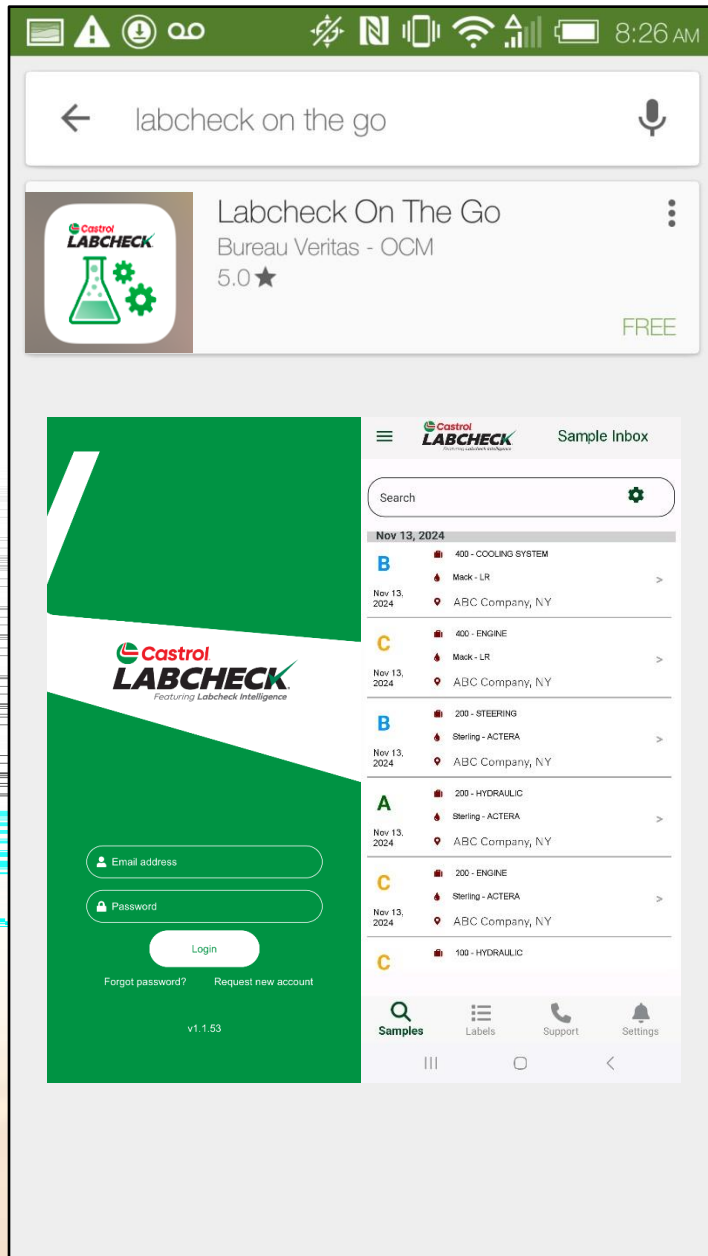 8:26 AM
labcheck on the go
Castrol
LABCHECK
Labcheck On The Go
Bureau Veritas - OCM
5.0★
FREE
Castrol
LABCHECK
Featuring Labcheck Intelligence
Email address
Password
Login
Forgot password? Request new account
v1.1.53
Castrol
LABCHECK
Featuring Labcheck Intelligence
Sample Inbox
Search
Nov 13, 2024
B
400 - COOLING SYSTEM
Mack - LR
Nov 13, 2024
ABC Company, NY
C
400 - ENGINE
Mack - LR
Nov 13, 2024
ABC Company, NY
B
200 - STEERING
Sterling - ACTERA
Nov 13, 2024
ABC Company, NY
A
200 - HYDRAULIC
Sterling - ACTERA
Nov 13, 2024
ABC Company, NY
C
200 - ENGINE
Sterling - ACTERA
Nov 13, 2024
ABC Company, NY
C
100 - HYDRAULIC
Samples Labels Support Settings